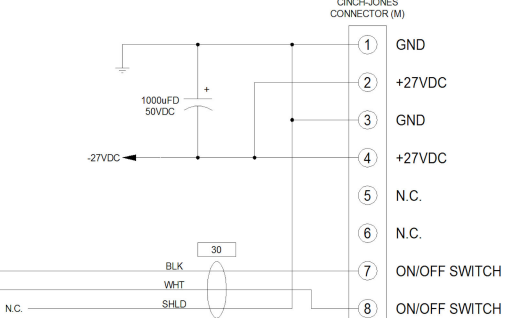 CINCH-JONES
CONNECTOR (M)
1 GND
2 +27VDC
1000uFD +
50VDC
3 GND
-27VDC
4 +27VDC
5 N.C.
6 N.C.
30
BLK
7 ON/OFF SWITCH
WHT
N.C.
SHLD
8 ON/OFF SWITCH